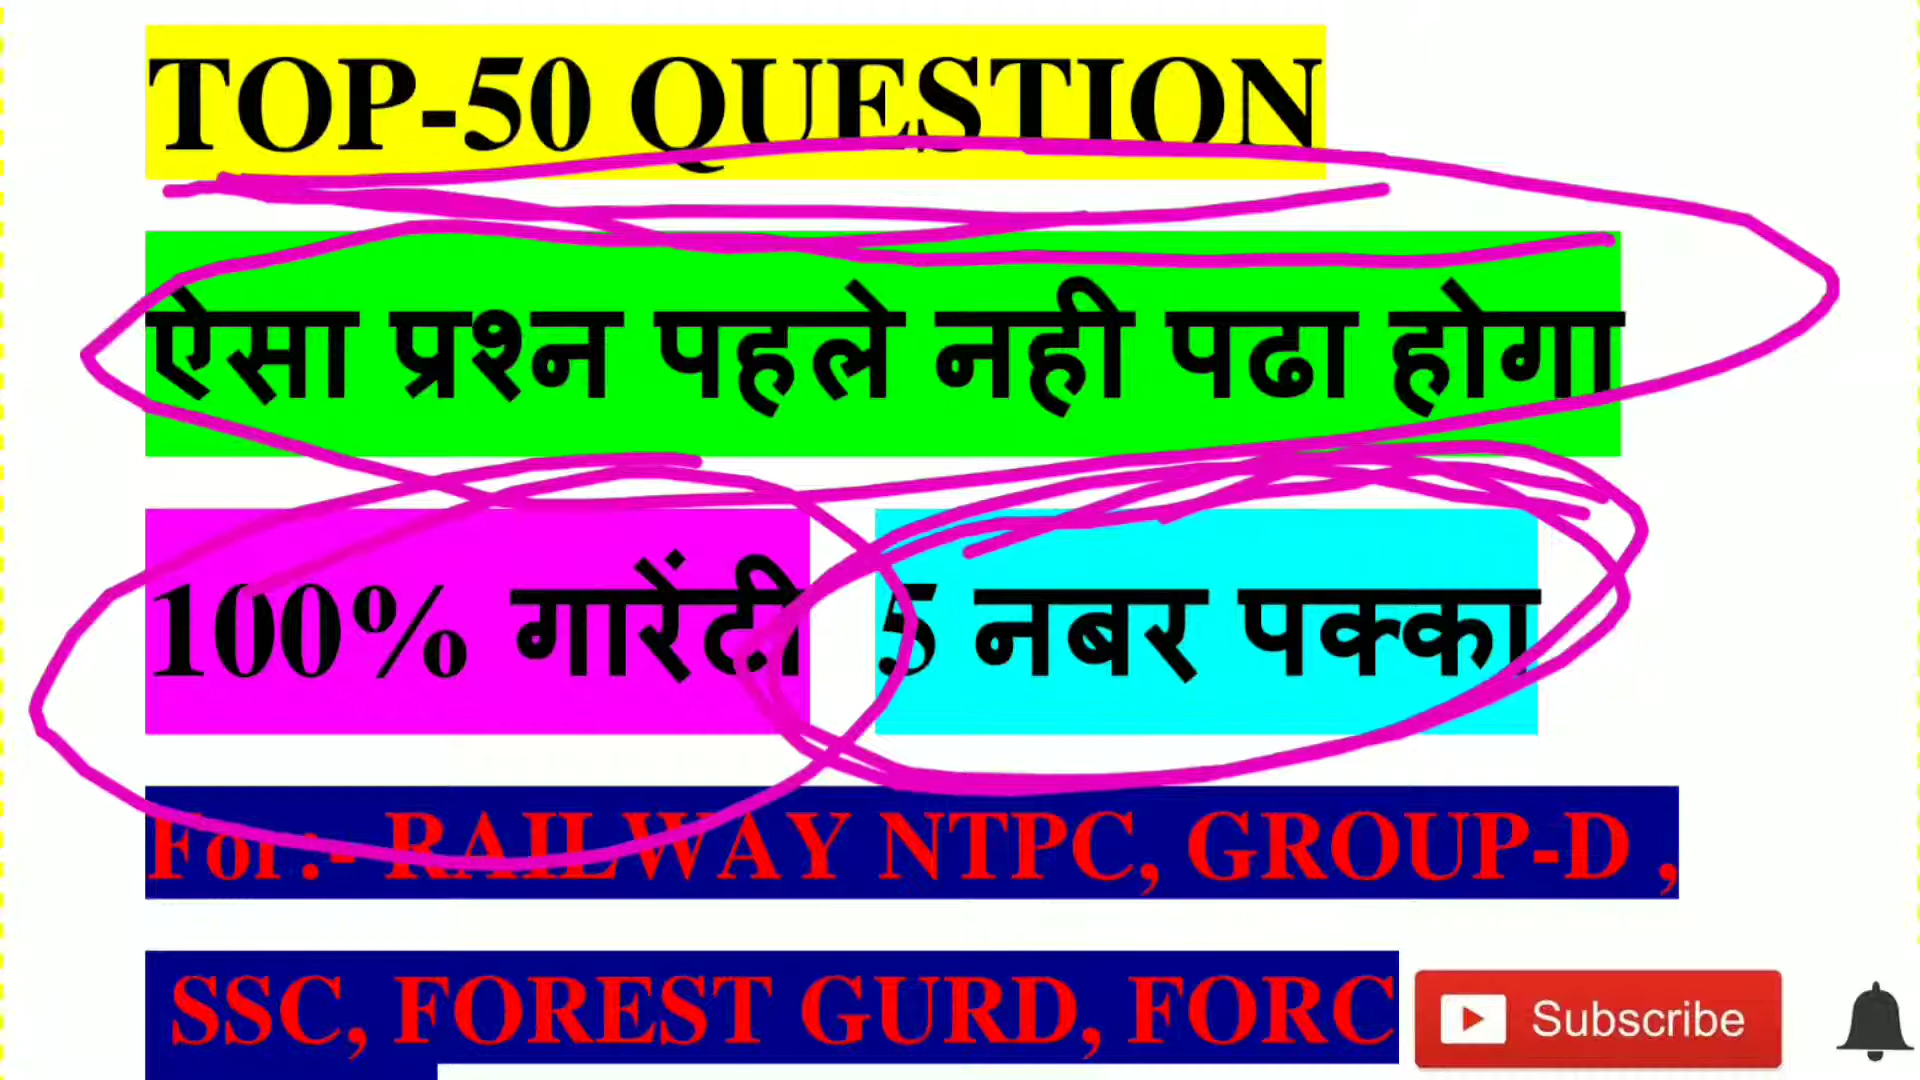 TOP-50 QUESTION
ऐसा प्रश्न पहले नही पढा होगा
100% गारेंटी 5 नबर पक्का
For:- RAILWAY NTPC, GROUP-D ,
SSC, FOREST GURD, FORC
Subscribe